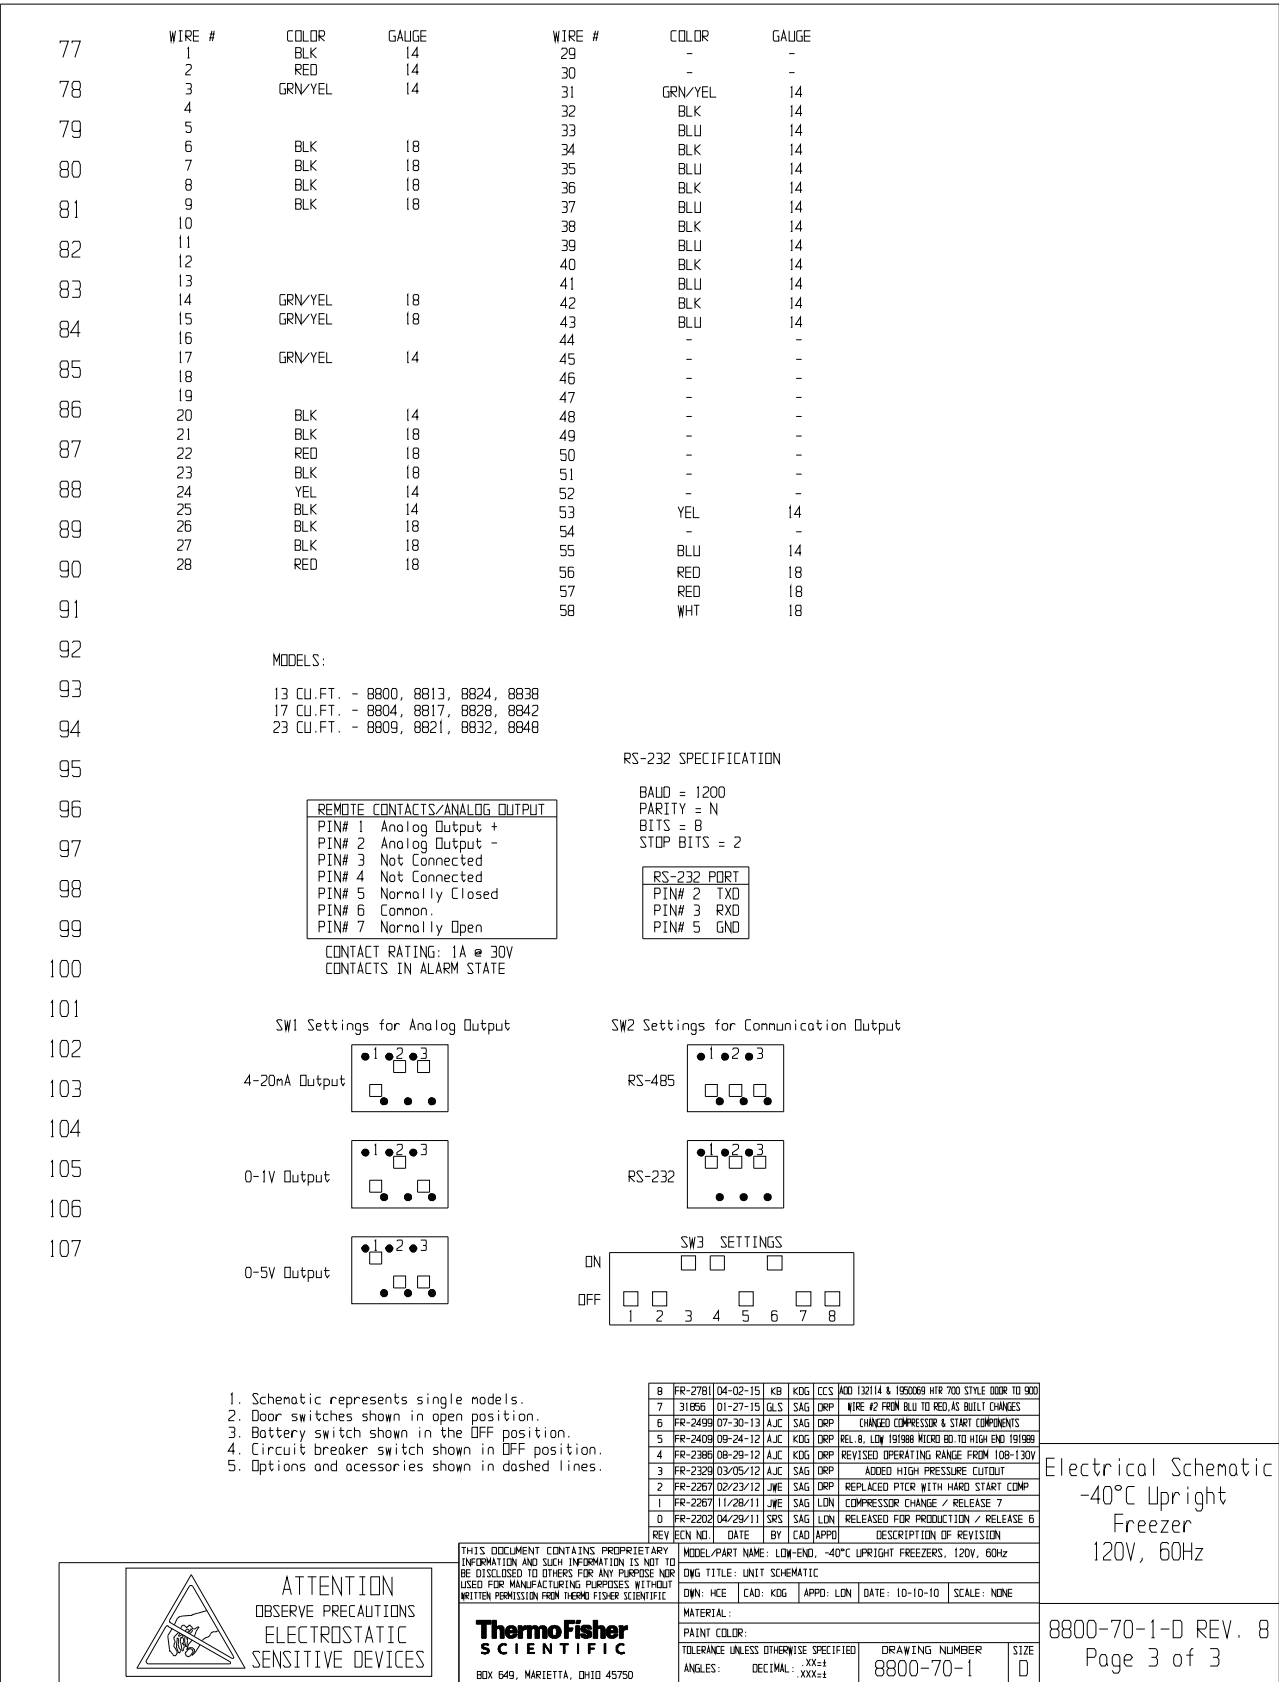 WIRE # COLOR GAUGE
1 BLK 14
2 RED 14
3 GRN/YEL 14
4
5
6 BLK 18
7 BLK 18
8 BLK 18
9 BLK 18
10
11
12
13
14 GRN/YEL 18
15 GRN/YEL 18
16
17 GRN/YEL 14
18
19
20 BLK 14
21 BLK 18
22 RED 18
23 BLK 18
24 YEL 14
25 BLK 14
26 BLK 18
27 BLK 18
28 RED 18
WIRE # COLOR GAUGE
29 - -
30 - -
31 GRN/YEL 14
32 BLK 14
33 BLU 14
34 BLK 14
35 BLU 14
36 BLK 14
37 BLU 14
38 BLK 14
39 BLU 14
40 BLK 14
41 BLU 14
42 BLK 14
43 BLU 14
44 - -
45 - -
46 - -
47 - -
48 - -
49 - -
50 - -
51 - -
52 - -
53 YEL 14
54 - -
55 BLU 14
56 RED 18
57 RED 18
58 WHT 18
77
78
79
80
81
82
83
84
85
86
87
88
89
90
91
92
93
94
95
96
97
98
99
100
101
102
103
104
105
106
107
MODELS:
13 CU.FT. - 8800, 8813, 8824, 8838
17 CU.FT. - 8804, 8817, 8828, 8842
23 CU.FT. - 8809, 8821, 8832, 8848
RS-232 SPECIFICATION
BAUD = 1200
PARITY = N
BITS = 8
STOP BITS = 2
REMOTE CONTACTS/ANALOG OUTPUT
PIN# 1 Analog Output +
PIN# 2 Analog Output -
PIN# 3 Not Connected
PIN# 4 Not Connected
PIN# 5 Normally Closed
PIN# 6 Common.
PIN# 7 Normally Open
CONTACT RATING: 1A @ 30V
CONTACTS IN ALARM STATE
RS-232 PORT
PIN# 2 TXD
PIN# 3 RXD
PIN# 5 GND
SW1 Settings for Analog Output
1 2 3
4-20mA Output
1 2 3
0-1V Output
1 2 3
0-5V Output
SW2 Settings for Communication Output
1 2 3
RS-485
1 2 3
RS-232
SW3 SETTINGS
ON
OFF
1 2 3 4 5 6 7 8
1. Schematic represents single models.
2. Door switches shown in open position.
3. Battery switch shown in the OFF position.
4. Circuit breaker switch shown in OFF position.
5. Options and acessories shown in dashed lines.
8 FR-2781 04-02-15 KB KDG CCS ADD 132114 & 1950069 HTR 700 STYLE DOOR TO 900
7 31856 01-27-15 GLS SAG DRP WIRE #2 FROM BLU TO RED, AS BUILT CHANGES
6 FR-2499 07-30-13 AJC SAG DRP CHANGED COMPRESSOR & START COMPONENTS
5 FR-2409 09-24-12 AJC KDG DRP REL.8, LOW 191988 MICRO BD.TO HIGH END 191989
4 FR-2386 08-29-12 AJC KDG DRP REVISED OPERATING RANGE FROM 108-130V
3 FR-2329 03/05/12 AJC SAG DRP ADDED HIGH PRESSURE CUTOUT
2 FR-2267 02/23/12 JWE SAG DRP REPLACED PTCR WITH HARD START COMP
1 FR-2267 11/28/11 JWE SAG LDN COMPRESSOR CHANGE / RELEASE 7
0 FR-2202 04/29/11 SRS SAG LDN RELEASED FOR PRODUCTION / RELEASE 6
REV ECN NO. DATE BY CAD APPD DESCRIPTION OF REVISION
THIS DOCUMENT CONTAINS PROPRIETARY
INFORMATION AND SUCH INFORMATION IS NOT TO
BE DISCLOSED TO OTHERS FOR ANY PURPOSE NOR
USED FOR MANUFACTURING PURPOSES WITHOUT
WRITTEN PERMISSION FROM THERMO FISHER SCIENTIFIC
MODEL/PART NAME: LOW-END, -40°C UPRIGHT FREEZERS, 120V, 60Hz
DWG TITLE: UNIT SCHEMATIC
DWN: HCE CAD: KDG APPD: LDN DATE: 10-10-10 SCALE: NONE
MATERIAL:
PAINT COLOR:
TOLERANCE UNLESS OTHERWISE SPECIFIED
ANGLES: DECIMAL: .XX=±
.XXX=±
DRAWING NUMBER
8800-70-1
SIZE
D
ThermoFisher
SCIENTIFIC
BOX 649, MARIETTA, OHIO 45750
ATTENTION
OBSERVE PRECAUTIONS
ELECTROSTATIC
SENSITIVE DEVICES
Electrical Schematic
-40°C Upright
Freezer
120V, 60Hz
8800-70-1-D REV. 8
Page 3 of 3